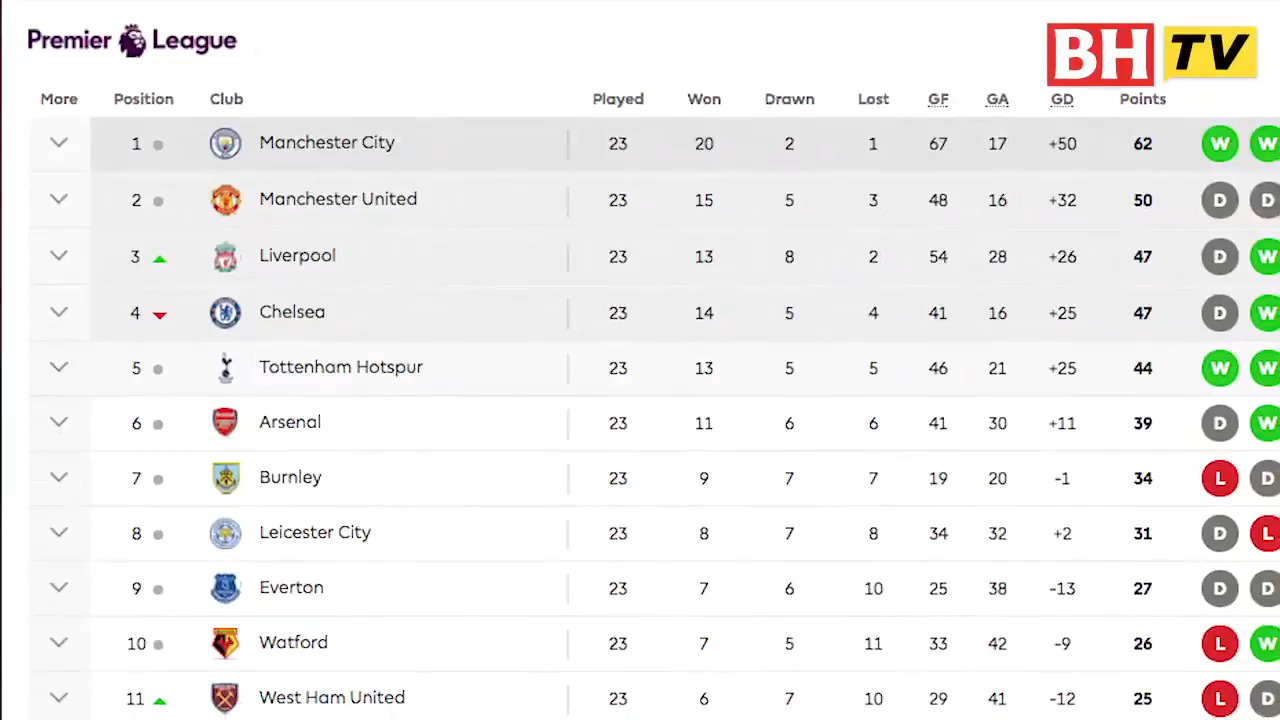 Premier League
BH TV
More Position Club Played Won Drawn Lost GF GA GD Points
1 Manchester City 23 20 2 1 67 17 +50 62 W W
2 Manchester United 23 15 5 3 48 16 +32 50 D D
3 Liverpool 23 13 8 2 54 28 +26 47 D W
4 Chelsea 23 14 5 4 41 16 +25 47 D W
5 Tottenham Hotspur 23 13 5 5 46 21 +25 44 W W
6 Arsenal 23 11 6 6 41 30 +11 39 D W
7 Burnley 23 9 7 7 19 20 -1 34 L D
8 Leicester City 23 8 7 8 34 32 +2 31 D L
9 Everton 23 7 6 10 25 38 -13 27 D D
10 Watford 23 7 5 11 33 42 -9 26 L W
11 West Ham United 23 6 7 10 29 41 -12 25 L D